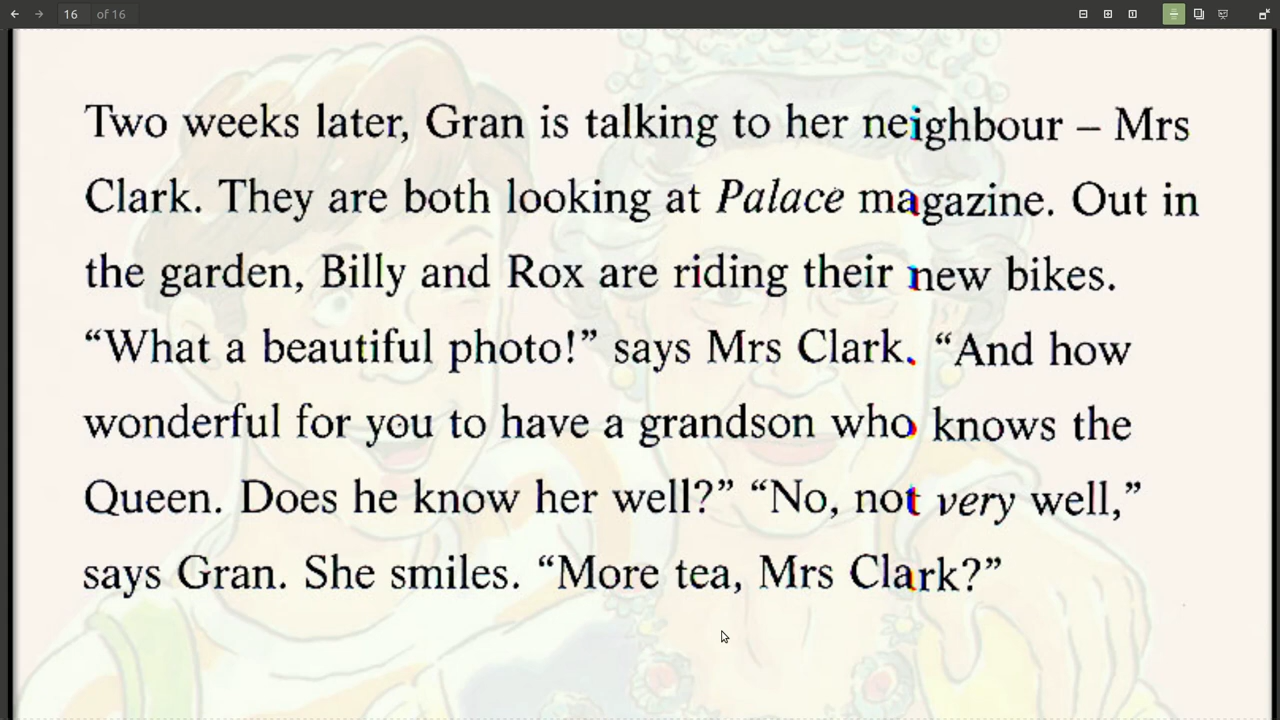 16 of 16
Two weeks later, Gran is talking to her neighbour – Mrs
Clark. They are both looking at Palace magazine. Out in
the garden, Billy and Rox are riding their new bikes.
“What a beautiful photo!” says Mrs Clark. “And how
wonderful for you to have a grandson who knows the
Queen. Does he know her well?” “No, not very well,”
says Gran. She smiles. “More tea, Mrs Clark?”